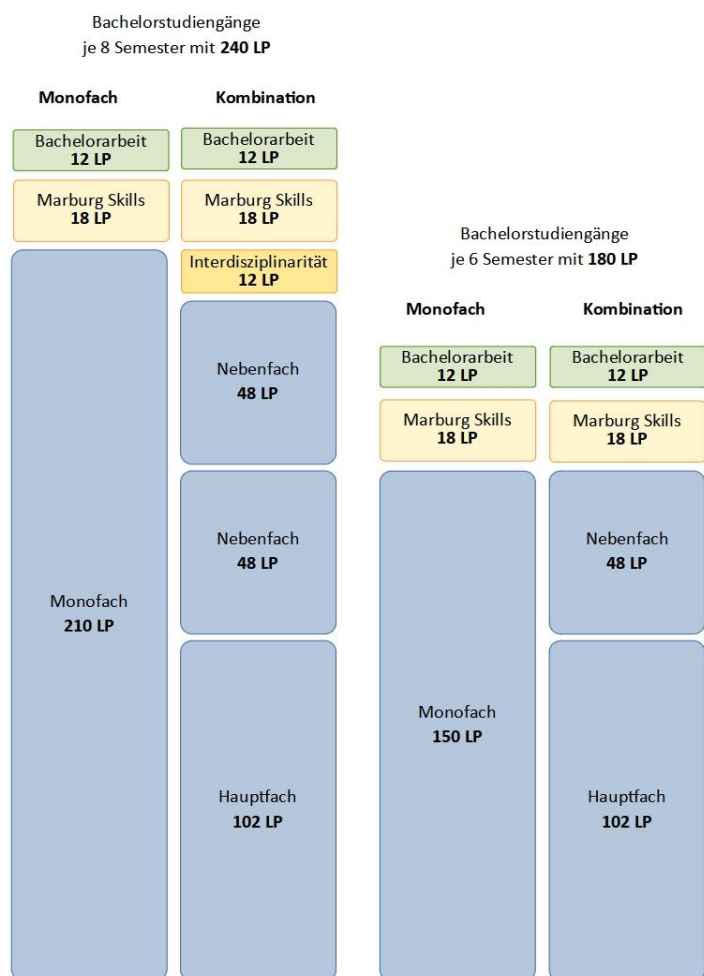 Bachelorstudiengänge
je 8 Semester mit 240 LP
Monofach
Bachelorarbeit
12 LP
Marburg Skills
18 LP
Monofach
210 LP
Kombination
Bachelorarbeit
12 LP
Marburg Skills
18 LP
Interdisziplinarität
12 LP
Nebenfach
48 LP
Nebenfach
48 LP
Hauptfach
102 LP
Bachelorstudiengänge
je 6 Semester mit 180 LP
Monofach
Bachelorarbeit
12 LP
Marburg Skills
18 LP
Monofach
150 LP
Kombination
Bachelorarbeit
12 LP
Marburg Skills
18 LP
Nebenfach
48 LP
Hauptfach
102 LP